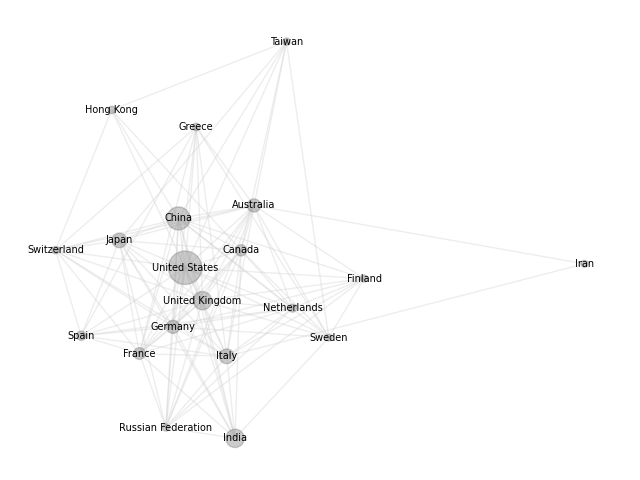 Taiwan
Hong Kong
Greece
Australia
China
Japan
Switzerland
Canada
Iran
United States
Finland
United Kingdom
Netherlands
Germany
Spain
Sweden
France
Italy
Russian Federation
India